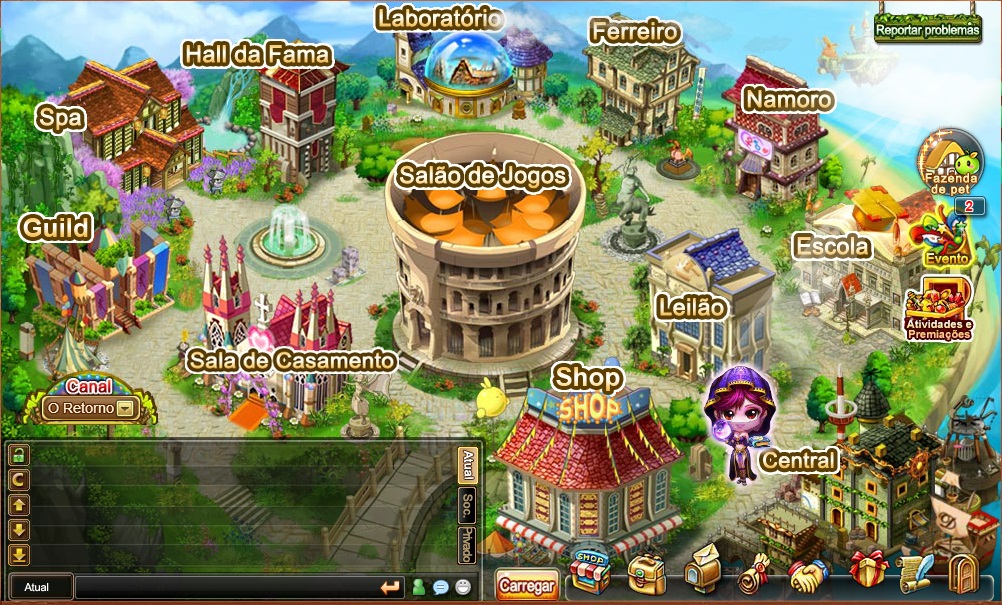 Laboratório
Reportar problemas
Ferreiro
Hall da Fama
Namoro
Spa
Salão de Jogos
Fazenda
de pet
2
Guild
Escola
Evento
Leilão
Atividades e
Premiações
Sala de Casamento
Shop
SHOP
Canal
O Retorno
Central
Atual
Soc.
Privado
C
SHOP
Atual
Carregar